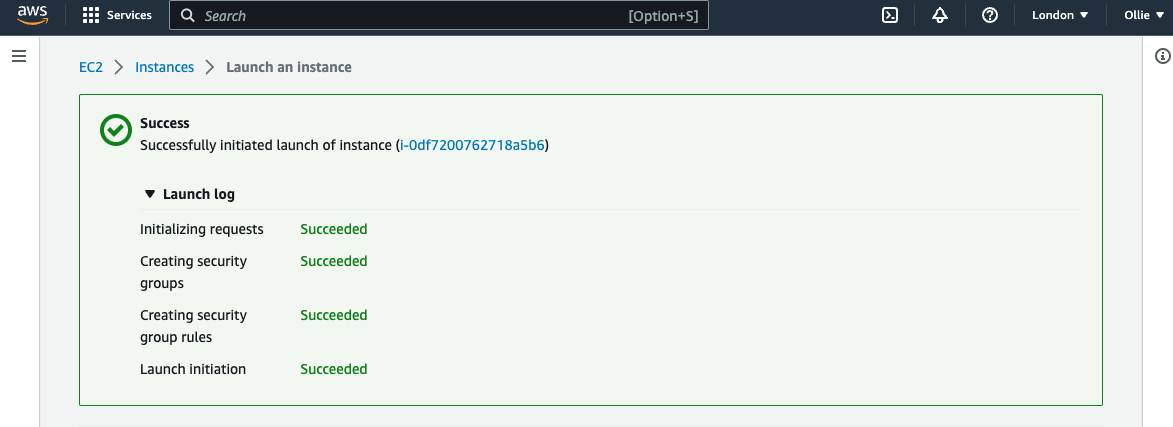 aws
Services
Search
[Option+S]
London
Ollie
EC2 > Instances > Launch an instance
Success
Successfully initiated launch of instance (i-0df7200762718a5b6)
Launch log
Initializing requests Succeeded
Creating security Succeeded
groups
Creating security Succeeded
group rules
Launch initiation Succeeded